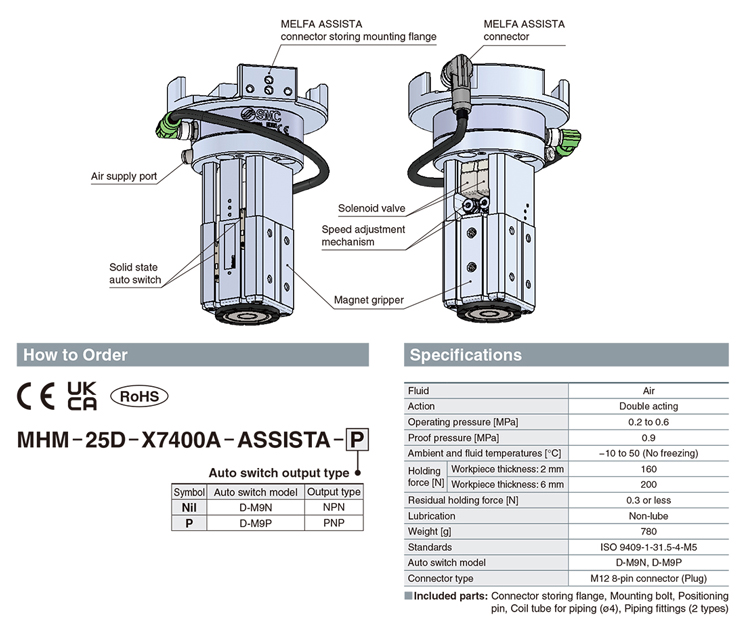 MELFA ASSISTA
connector storing mounting flange
MELFA ASSISTA
connector
SMC
Air supply port
Solenoid valve
Speed adjustment
mechanism
Solid state
auto switch
Magnet gripper
How to Order
CE UK CA RoHS
MHM-25D-X7400A-ASSISTA-P
Auto switch output type
Symbol Auto switch model Output type
Nil D-M9N NPN
P D-M9P PNP
Specifications
Fluid Air
Action Double acting
Operating pressure [MPa] 0.2 to 0.6
Proof pressure [MPa] 0.9
Ambient and fluid temperatures [°C] −10 to 50 (No freezing)
Holding force [N] Workpiece thickness: 2 mm 160
Workpiece thickness: 6 mm 200
Residual holding force [N] 0.3 or less
Lubrication Non-lube
Weight [g] 780
Standards ISO 9409-1-31.5-4-M5
Auto switch model D-M9N, D-M9P
Connector type M12 8-pin connector (Plug)
■Included parts: Connector storing flange, Mounting bolt, Positioning
pin, Coil tube for piping (ø4), Piping fittings (2 types)